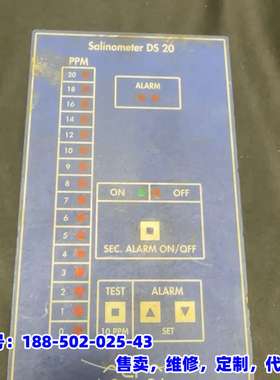 Salinometer DS 20
PPM
20
18
16
14
12
10
9
8
7
6
5
4
3
2
1
0
ALARM
ON
OFF
SEC. ALARM ON/OFF
TEST
ALARM
10 PPM
SET
号：188-502-025-43
售卖，维修，定制，代